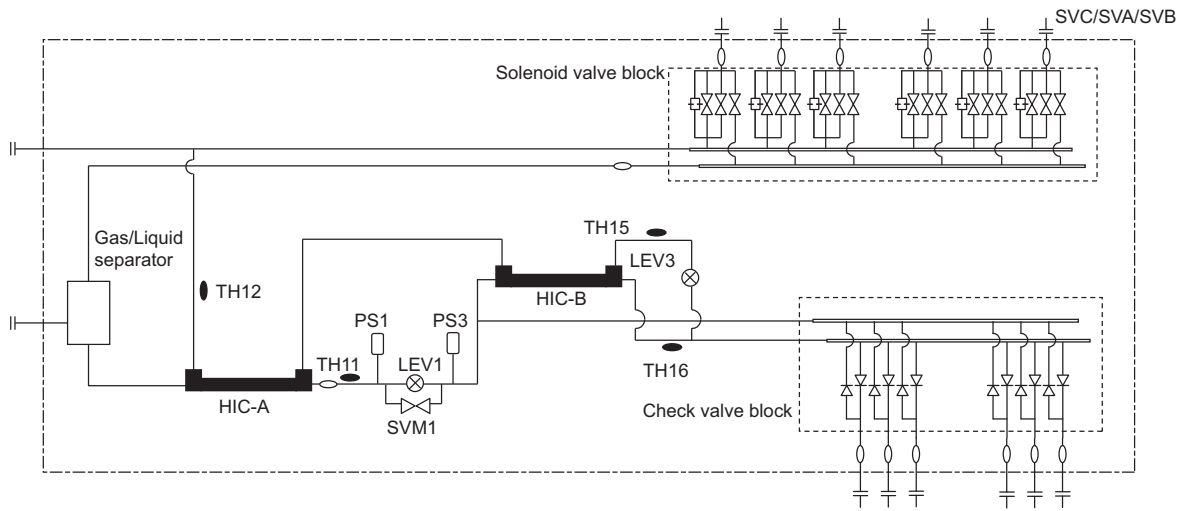 SVC/SVA/SVB
Solenoid valve block
Gas/Liquid
separator
TH15
LEV3
TH12
HIC-B
PS1
PS3
TH11
LEV1
TH16
HIC-A
SVM1
Check valve block